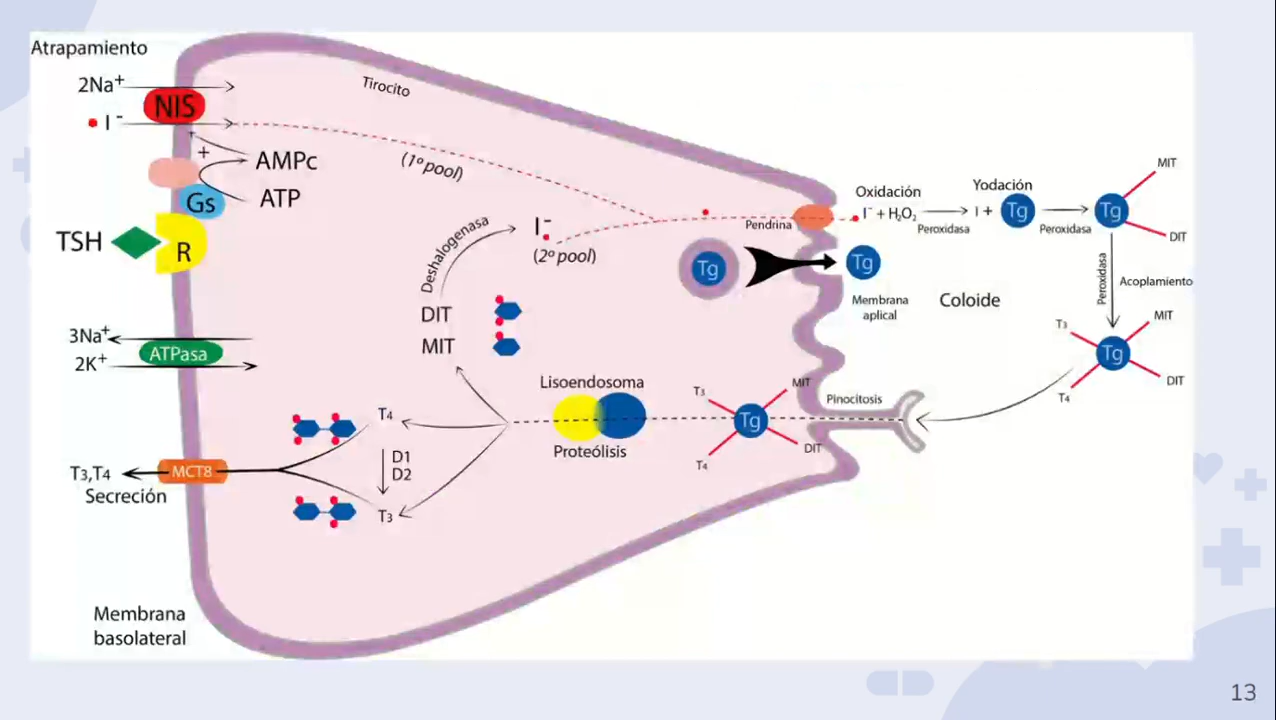 Atrapamiento
2Na⁺
NIS
I⁻
Tirocito
+
AMPc
ATP
(1º pool)
Gs
TSH
R
Deshalogenasa
I⁻
(2º pool)
DIT
MIT
3Na⁺
2K⁺
ATPasa
Pendrina
Tg
Tg
Membrana
apical
Oxidación
I⁻ + H₂O₂
Peroxidasa
Yodación
I + Tg
Peroxidasa
Tg
MIT
DIT
Peroxidasa
Acoplamiento
Coloide
T₃
MIT
Tg
T₄
DIT
Pinocitosis
T₃
MIT
Tg
T₄
DIT
Lisoendosoma
Proteólisis
T₄
D1
D2
T₃
MCT8
T₃,T₄
Secreción
Membrana
basolateral
13